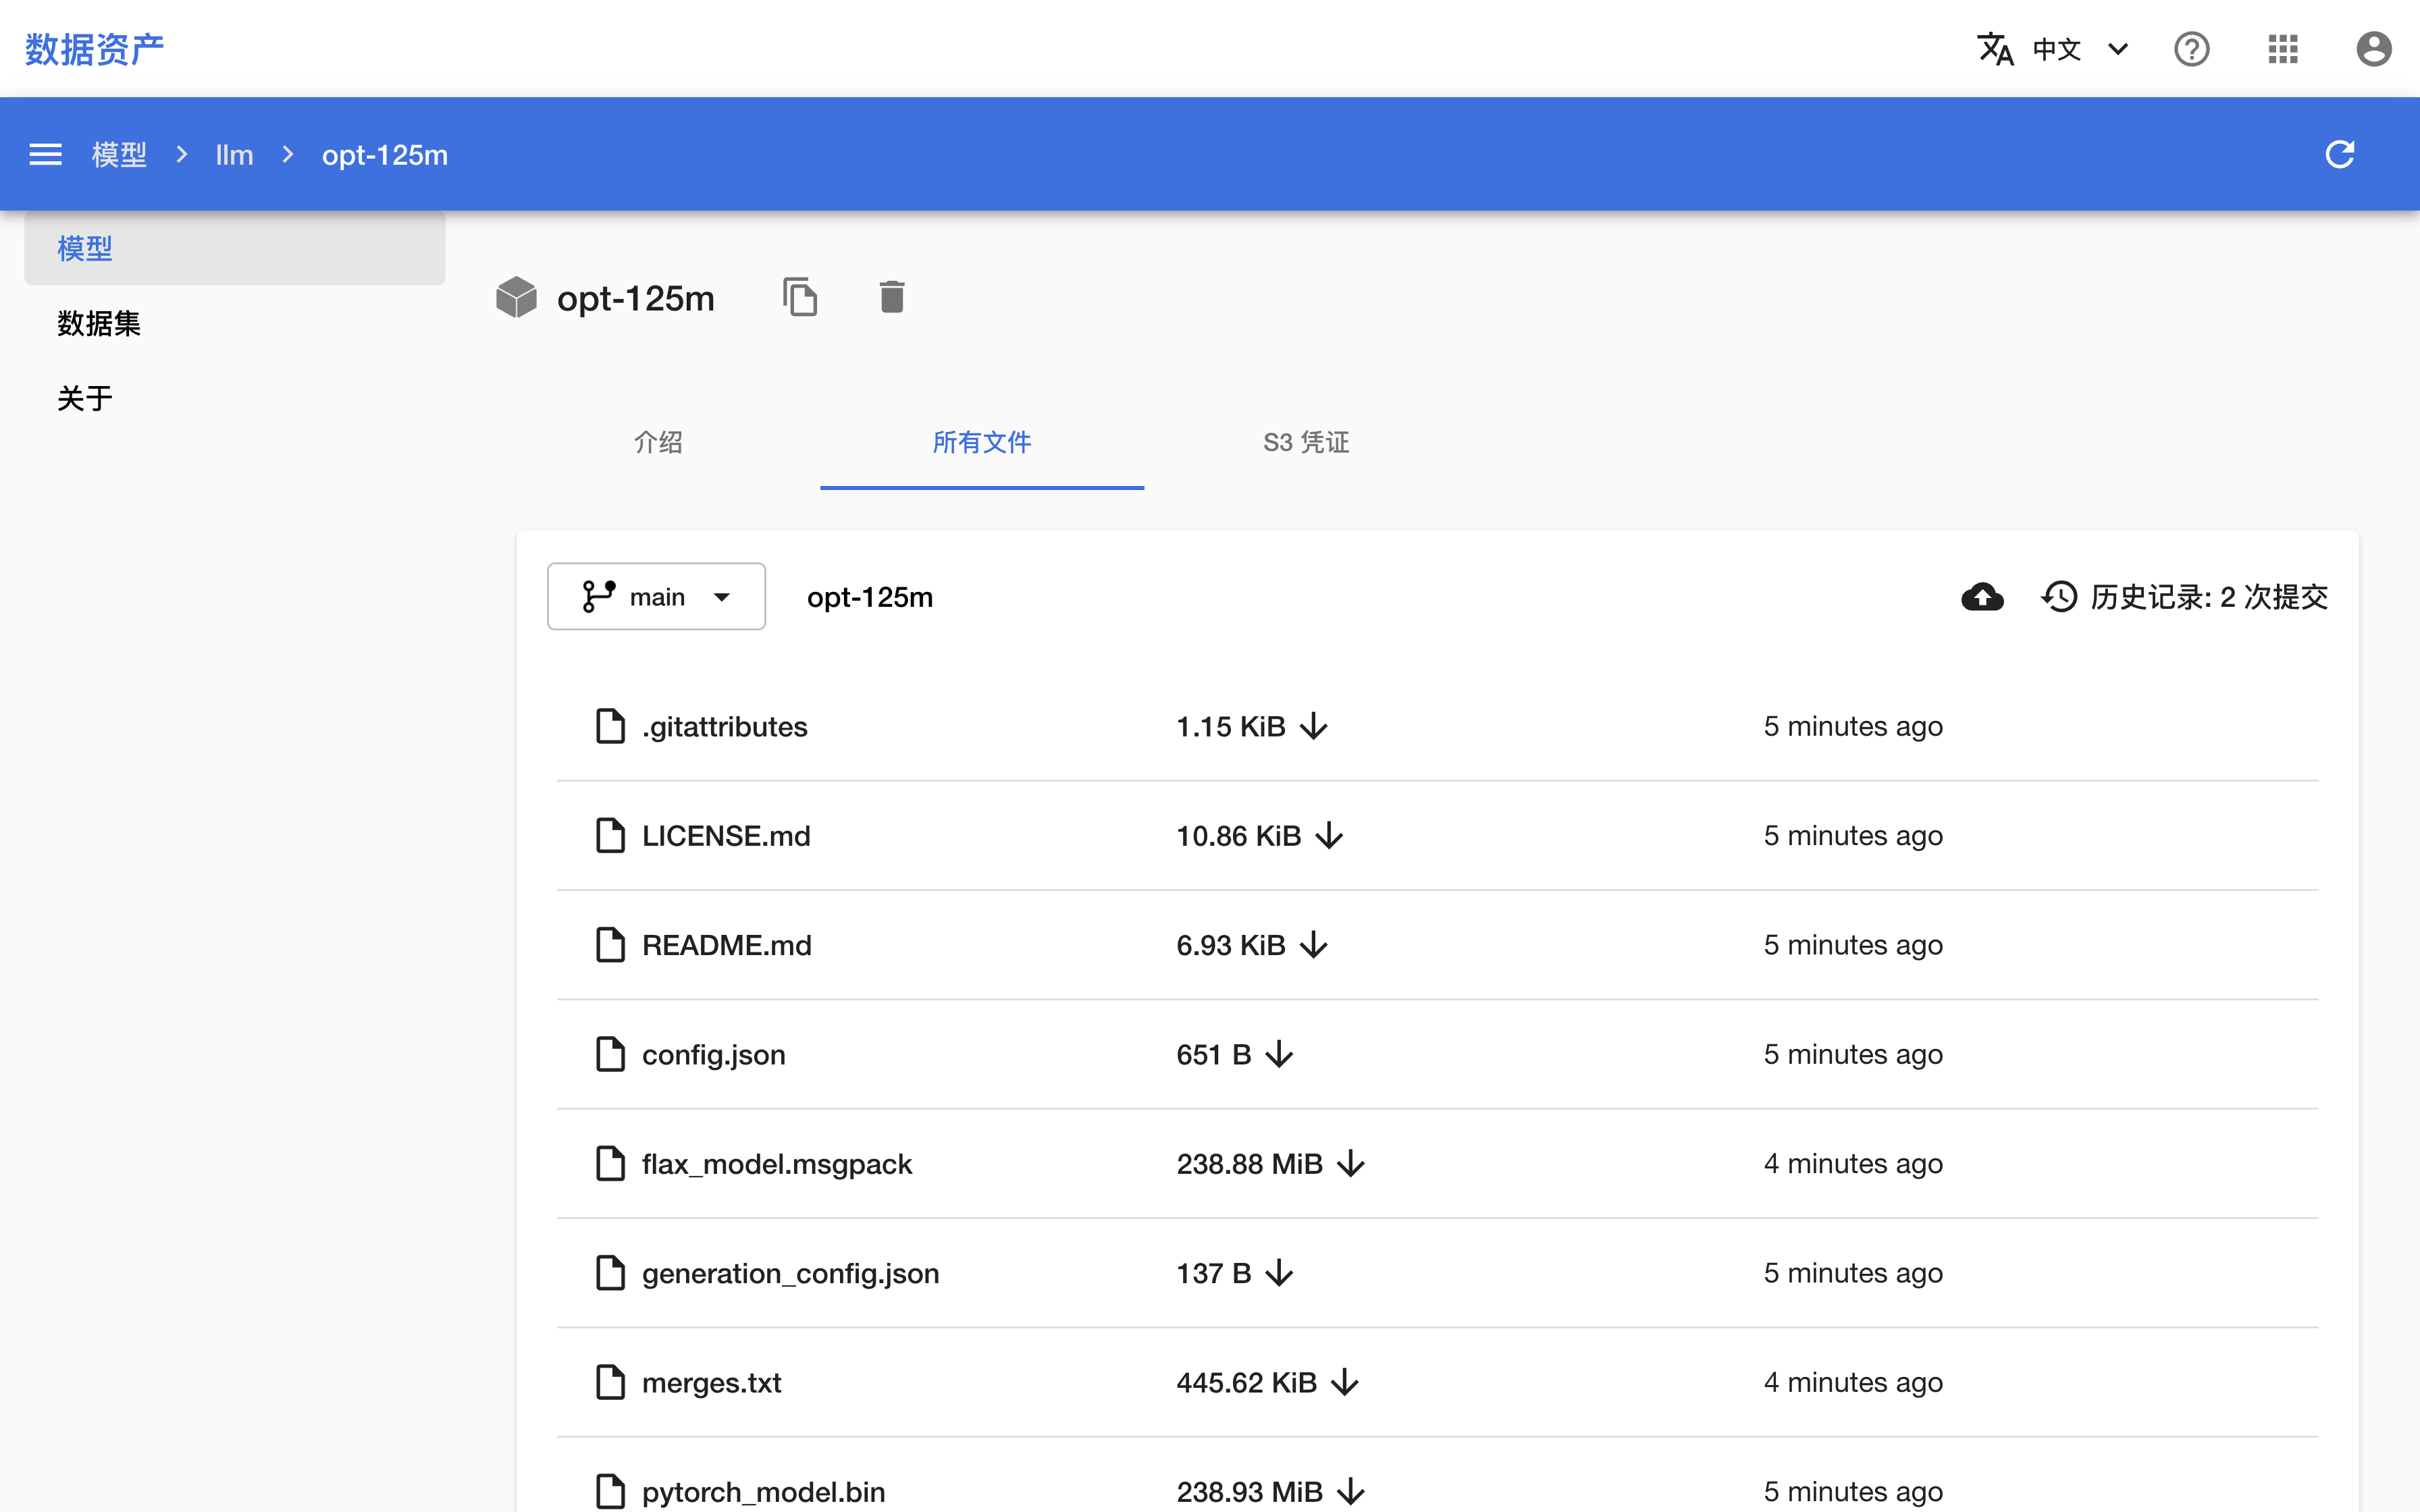 数据资产
中文
模型 llm opt-125m
模型
数据集
关于
opt-125m
介绍 所有文件 S3 凭证
main opt-125m 历史记录: 2 次提交
.gitattributes 1.15 KiB 5 minutes ago
LICENSE.md 10.86 KiB 5 minutes ago
README.md 6.93 KiB 5 minutes ago
config.json 651 B 5 minutes ago
flax_model.msgpack 238.88 MiB 4 minutes ago
generation_config.json 137 B 5 minutes ago
merges.txt 445.62 KiB 4 minutes ago
pytorch_model.bin 238.93 MiB 5 minutes ago